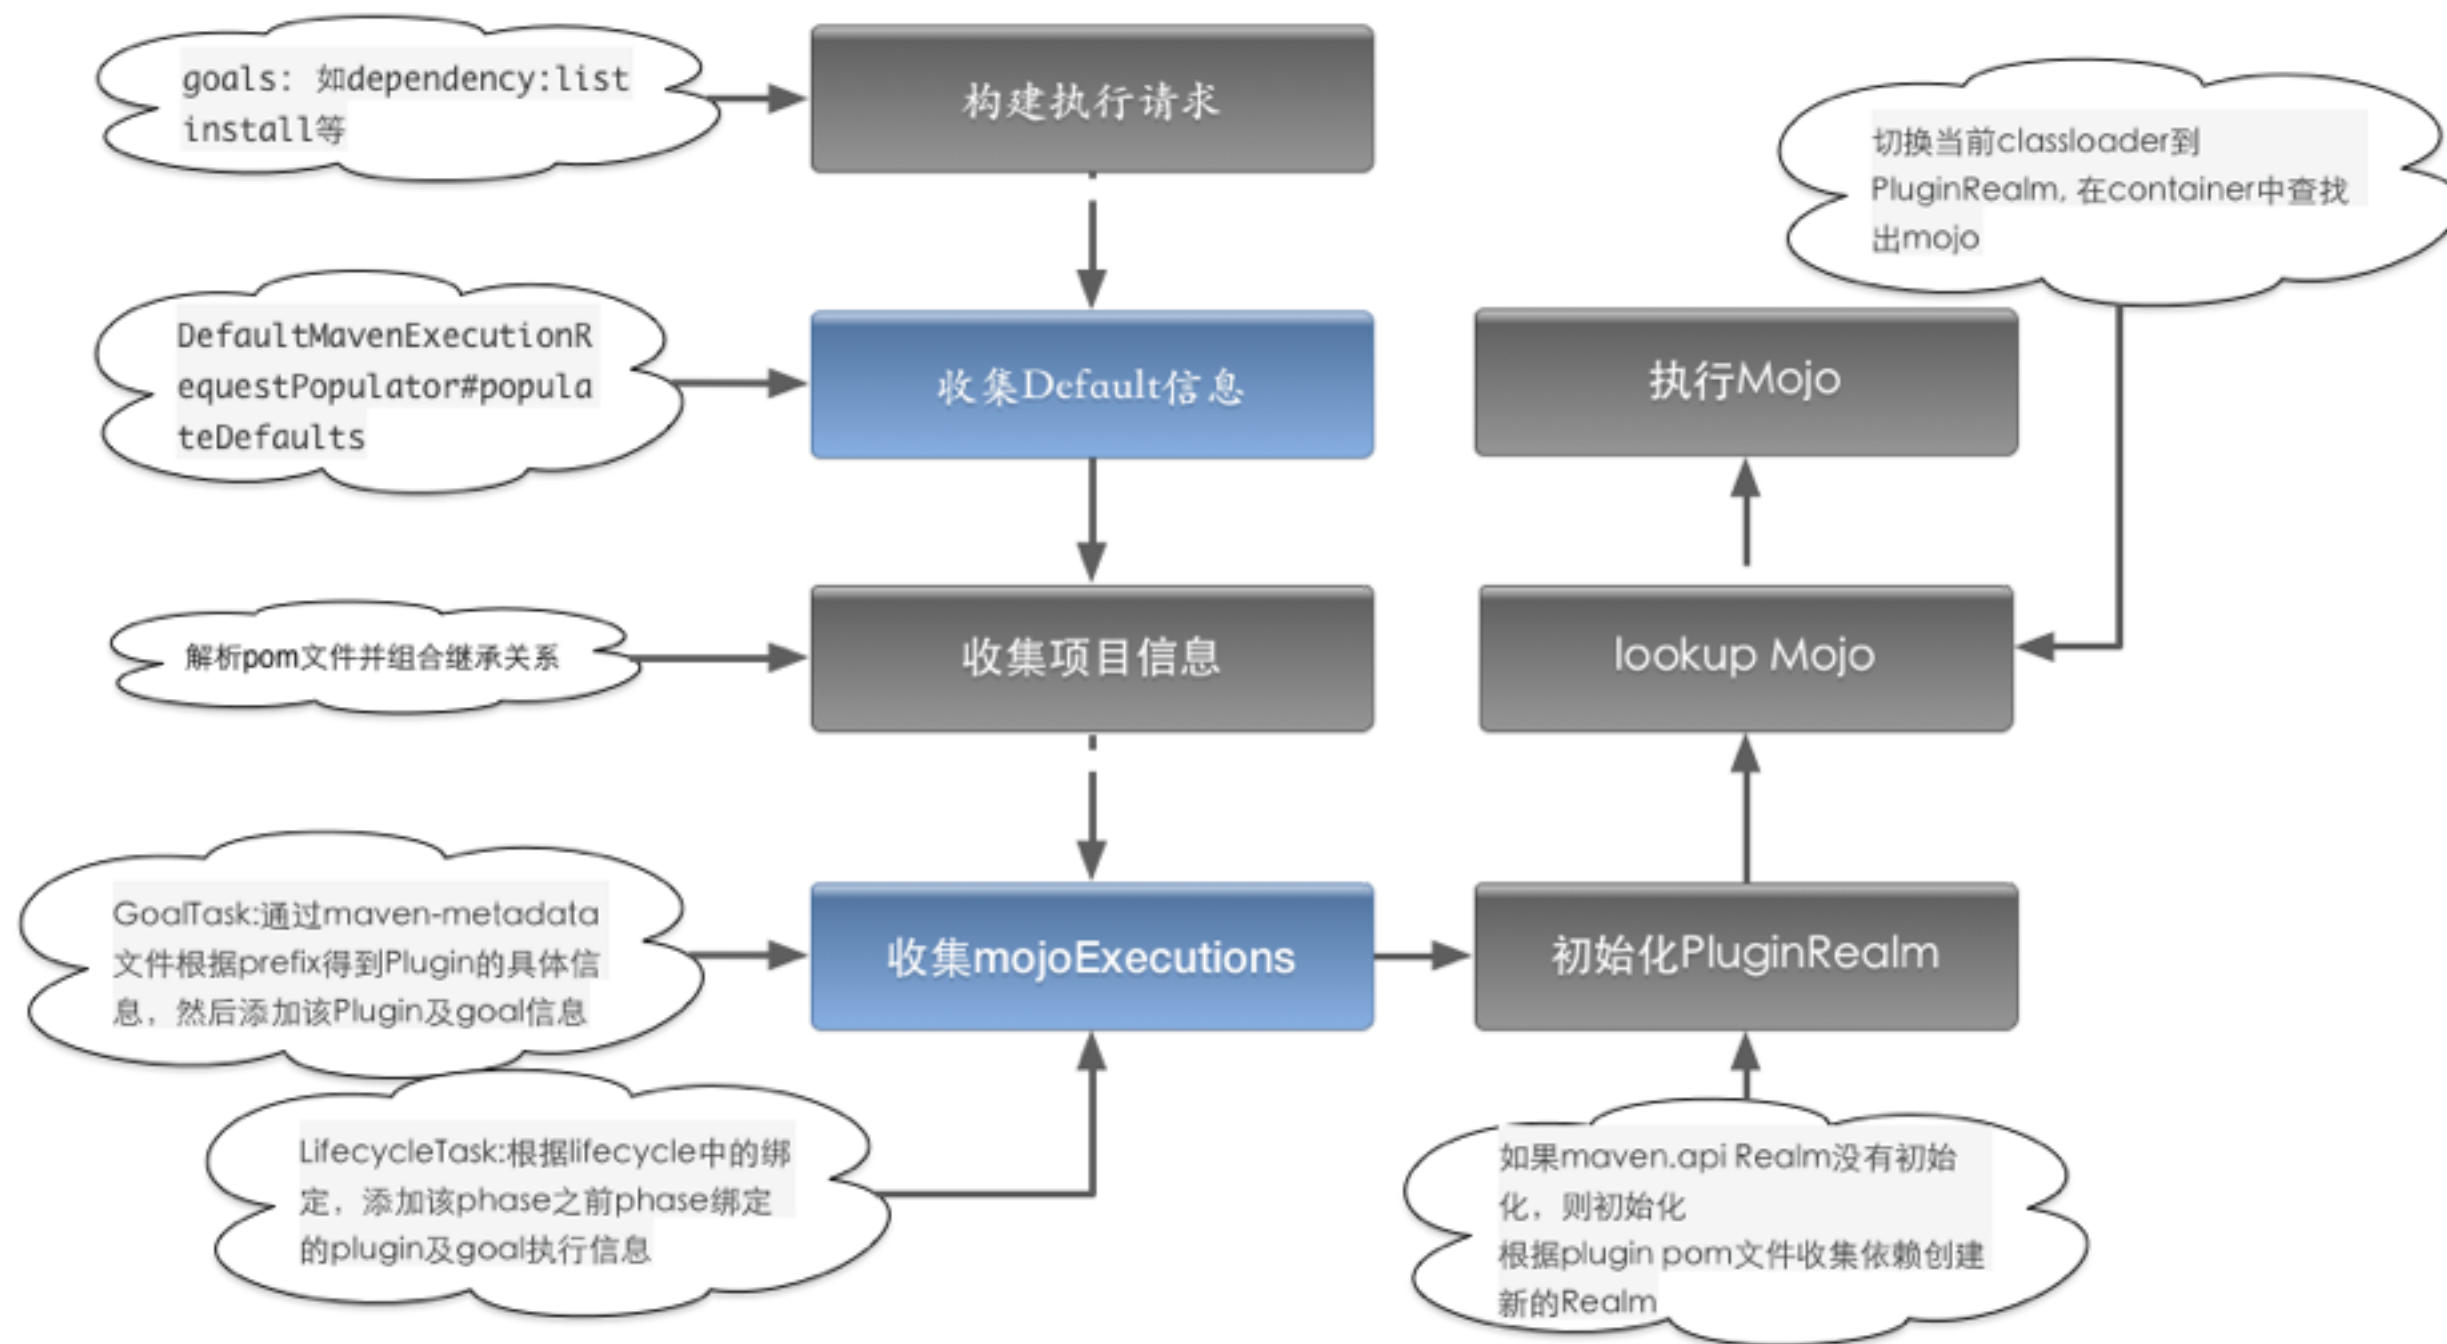 goals: 如dependency:list
install等
构建执行请求
切换当前classloader到
PluginRealm, 在container中查找
出mojo
DefaultMavenExecutionR
equestPopulator#popula
teDefaults
收集Default信息
执行Mojo
解析pom文件并组合继承关系
收集项目信息
lookup Mojo
GoalTask:通过maven-metadata
文件根据prefix得到Plugin的具体信
息，然后添加该Plugin及goal信息
收集mojoExecutions
初始化PluginRealm
LifecycleTask:根据lifecycle中的绑
定，添加该phase之前phase绑定
的plugin及goal执行信息
如果maven.api Realm没有初始
化，则初始化
根据plugin pom文件收集依赖创建
新的Realm